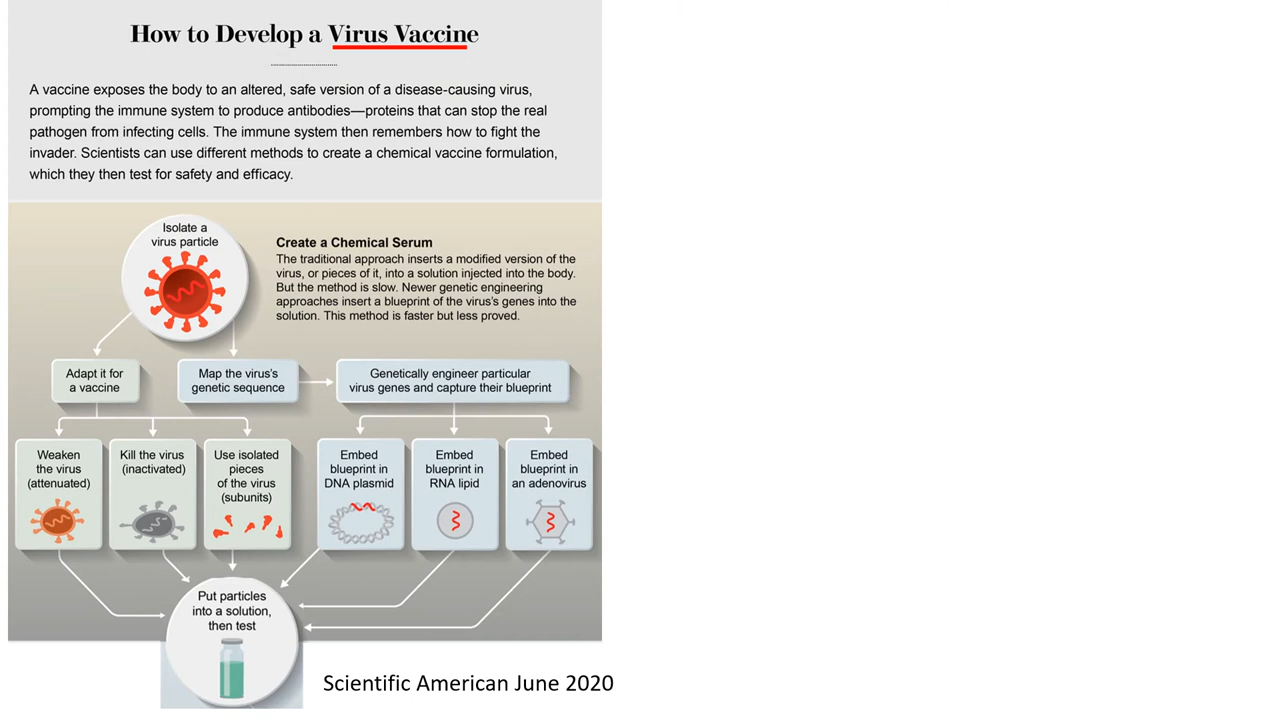 How to Develop a Virus Vaccine
A vaccine exposes the body to an altered, safe version of a disease-causing virus,
prompting the immune system to produce antibodies—proteins that can stop the real
pathogen from infecting cells. The immune system then remembers how to fight the
invader. Scientists can use different methods to create a chemical vaccine formulation,
which they then test for safety and efficacy.
Isolate a
virus particle
Create a Chemical Serum
The traditional approach inserts a modified version of the
virus, or pieces of it, into a solution injected into the body.
But the method is slow. Newer genetic engineering
approaches insert a blueprint of the virus's genes into the
solution. This method is faster but less proved.
Adapt it for
a vaccine
Map the virus's
genetic sequence
Genetically engineer particular
virus genes and capture their blueprint
Weaken
the virus
(attenuated)
Kill the virus
(inactivated)
Use isolated
pieces
of the virus
(subunits)
Embed
blueprint in
DNA plasmid
Embed
blueprint in
RNA lipid
Embed
blueprint in
an adenovirus
Put particles
into a solution,
then test
Scientific American June 2020